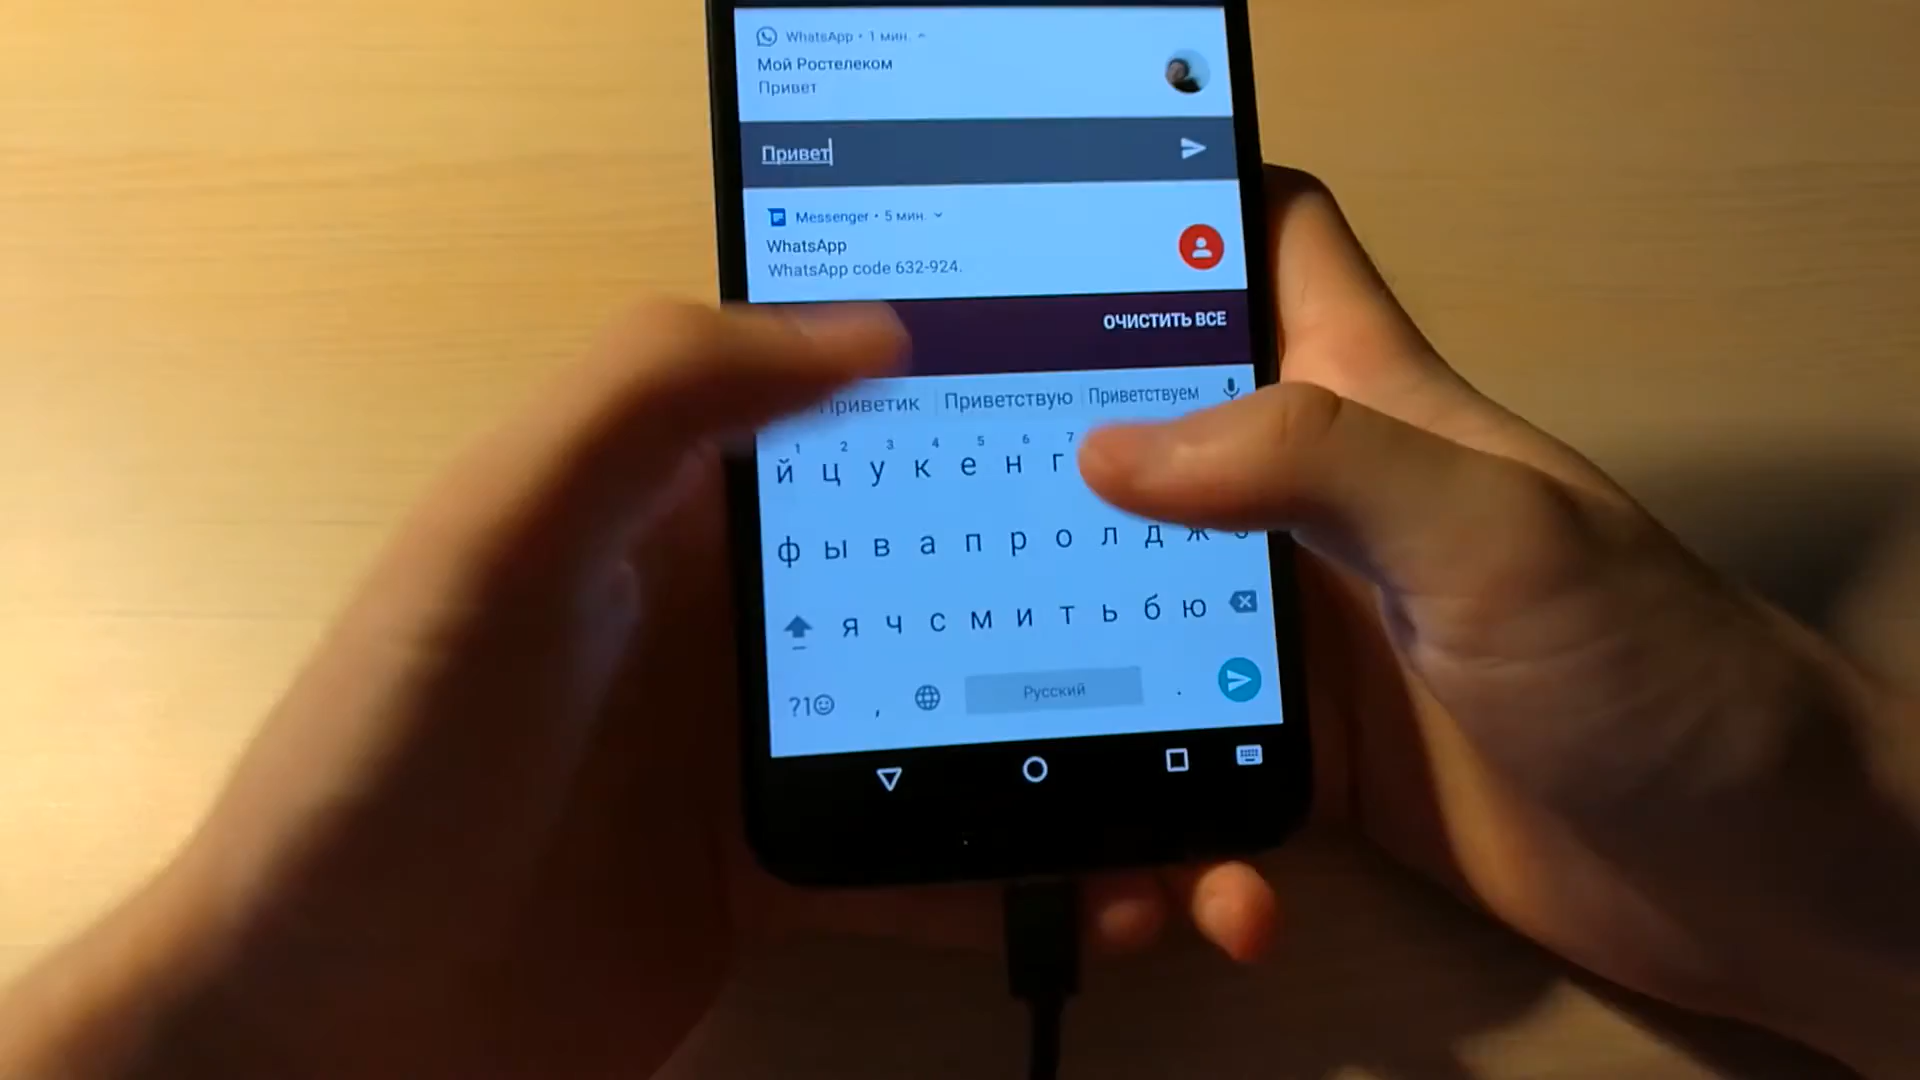 WhatsApp • 1 мин.
Мой Ростелеком
Привет
Привет
Messenger • 5 мин.
WhatsApp
WhatsApp code 632-924.
ОЧИСТИТЬ ВСЕ
Приветик Приветствую Приветствуем
1 2 3 4 5 6 7
й ц у к е н г
ф ы в а п р о л д ж э
я ч с м и т ь б ю
?1☺ , Русский .